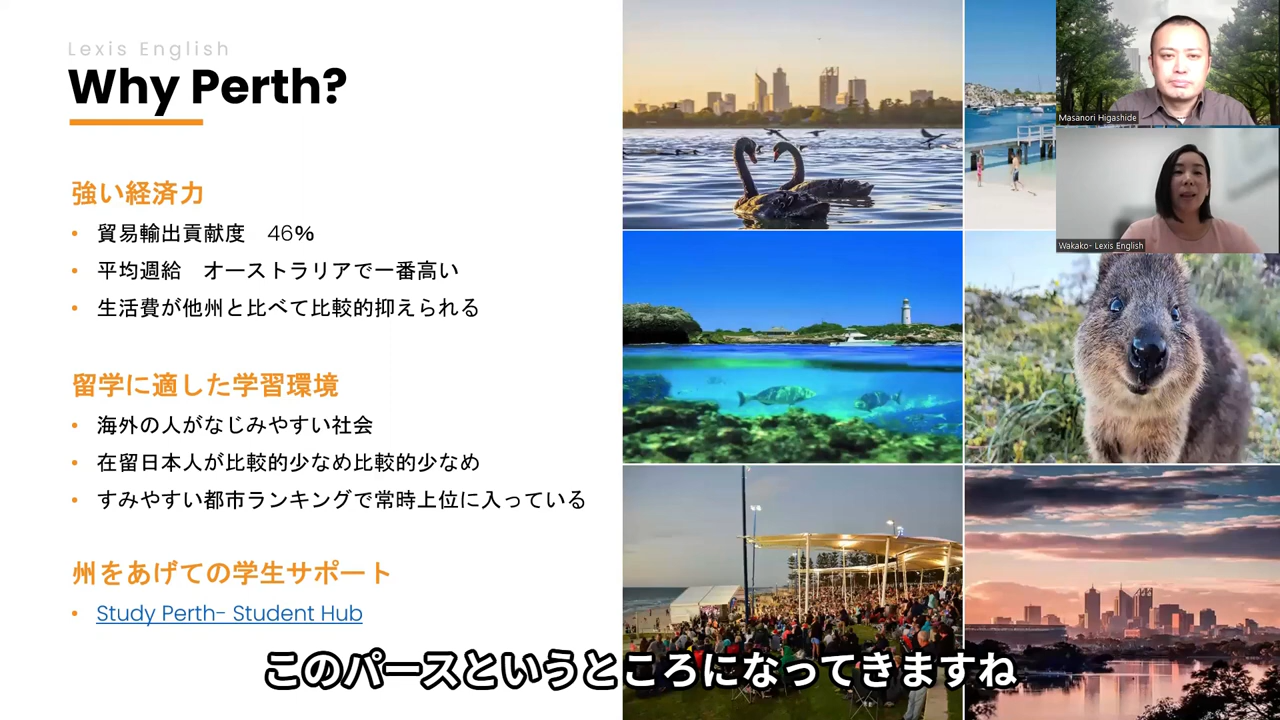 Lexis English
Why Perth?
強い経済力
• 貿易輸出貢献度　46%
• 平均週給　オーストラリアで一番高い
• 生活費が他州と比べて比較的抑えられる
留学に適した学習環境
• 海外の人がなじみやすい社会
• 在留日本人が比較的少なめ比較的少なめ
• すみやすい都市ランキングで常時上位に入っている
州をあげての学生サポート
• Study Perth- Student Hub
Masanori Higashide
Wakako- Lexis English
このパースというところになってきますね